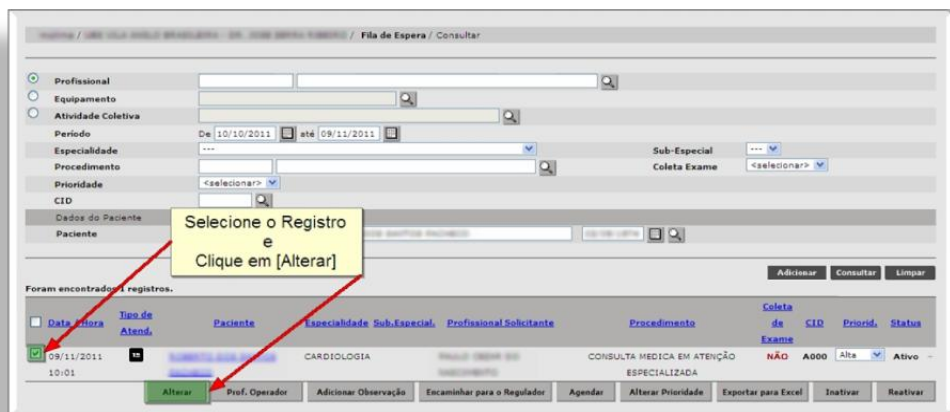 / Fila de Espera / Consultar
Profissional
Equipamento
Atividade Coletiva
Período De 10/10/2011 até 09/11/2011
Especialidade --- Sub-Especial ---
Procedimento Coleta Exame <selecionar>
Prioridade <selecionar>
CID
Dados do Paciente
Paciente
Selecione o Registro
e
Clique em [Alterar]
Adicionar Consultar Limpar
Foram encontrados 1 registros.
Data / Hora Tipo de Atend. Paciente Especialidade Sub.Especial. Profissional Solicitante Procedimento Coleta de Exame CID Priorid. Status
09/11/2011 10:01 CARDIOLOGIA CONSULTA MEDICA EM ATENÇÃO ESPECIALIZADA NÃO A000 Alta Ativo -
Alterar Prof. Operador Adicionar Observação Encaminhar para o Regulador Agendar Alterar Prioridade Exportar para Excel Inativar Reativar